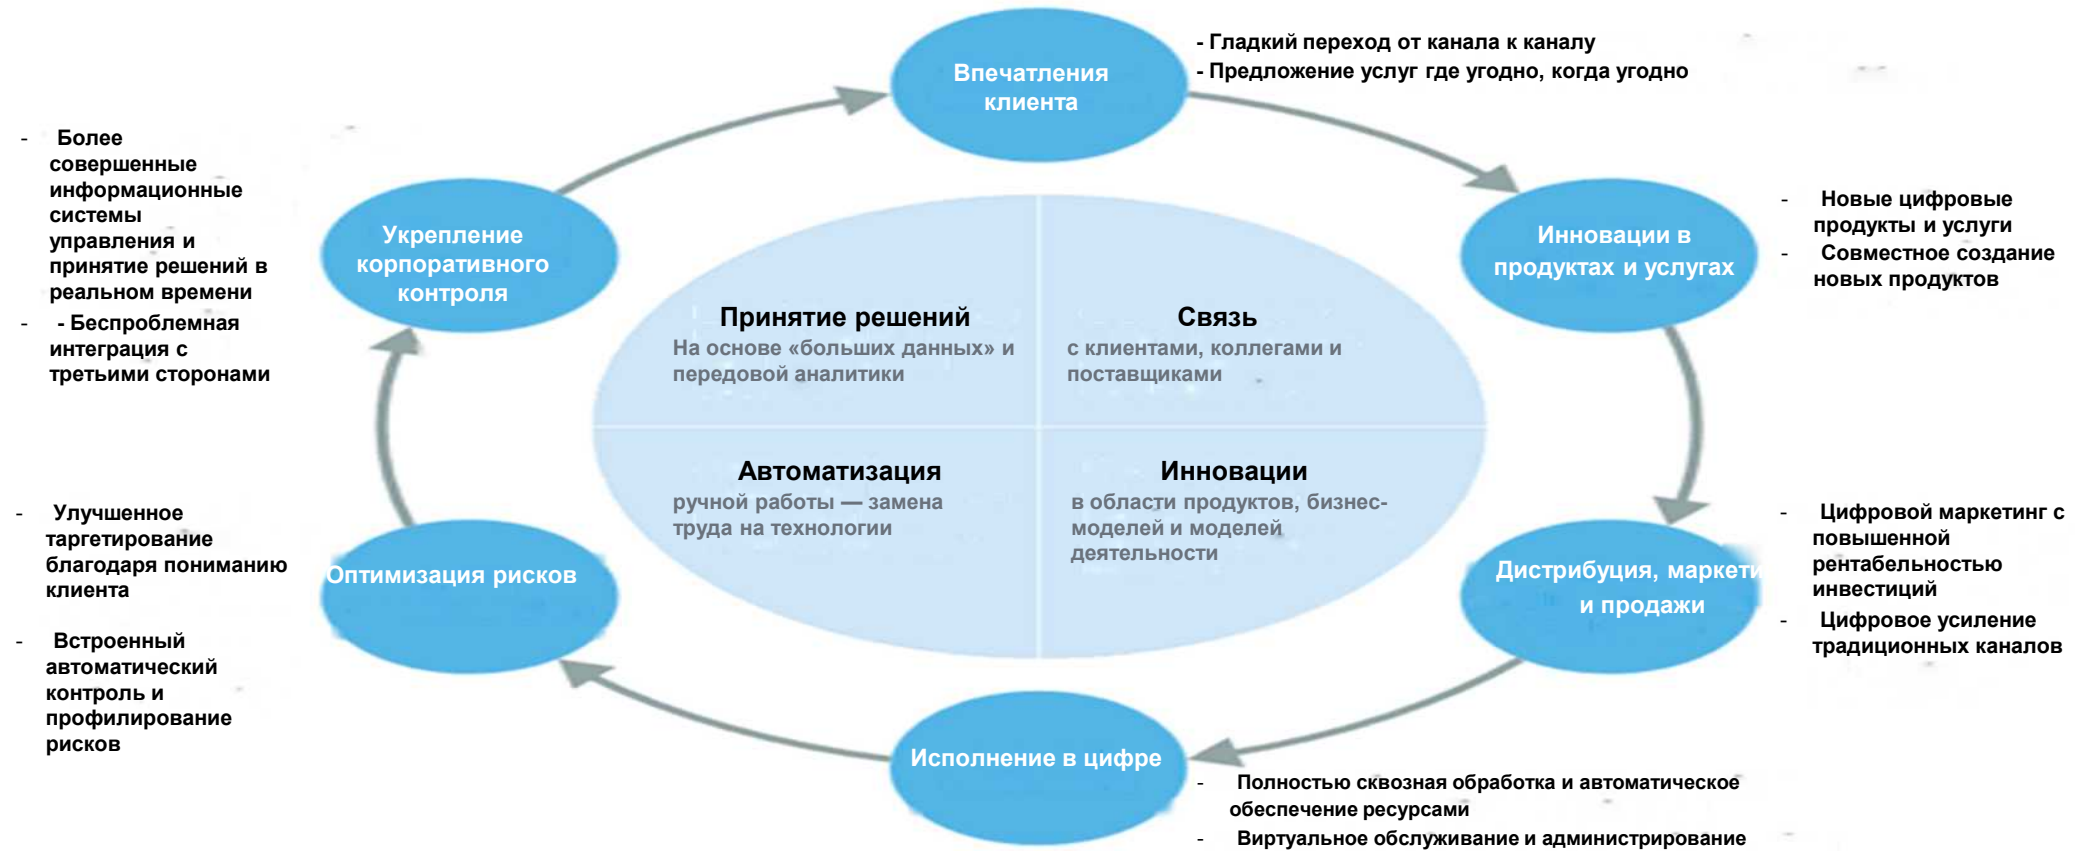 Впечатления
клиента
- Гладкий переход от канала к каналу
- Предложение услуг где угодно, когда угодно
Инновации в
продуктах и услугах
- Новые цифровые
продукты и услуги
- Совместное создание
новых продуктов
Дистрибуция, маркети
и продажи
- Цифровой маркетинг с
повышенной
рентабельностью
инвестиций
- Цифровое усиление
традиционных каналов
Исполнение в цифре
- Полностью сквозная обработка и автоматическое
обеспечение ресурсами
- Виртуальное обслуживание и администрирование
Оптимизация рисков
- Улучшенное
таргетирование
благодаря пониманию
клиента
- Встроенный
автоматический
контроль и
профилирование
рисков
Укрепление
корпоративного
контроля
- Более
совершенные
информационные
системы
управления и
принятие решений в
реальном времени
- - Беспроблемная
интеграция с
третьими сторонами
Принятие решений
На основе «больших данных» и
передовой аналитики
Связь
с клиентами, коллегами и
поставщиками
Автоматизация
ручной работы — замена
труда на технологии
Инновации
в области продуктов, бизнес-
моделей и моделей
деятельности